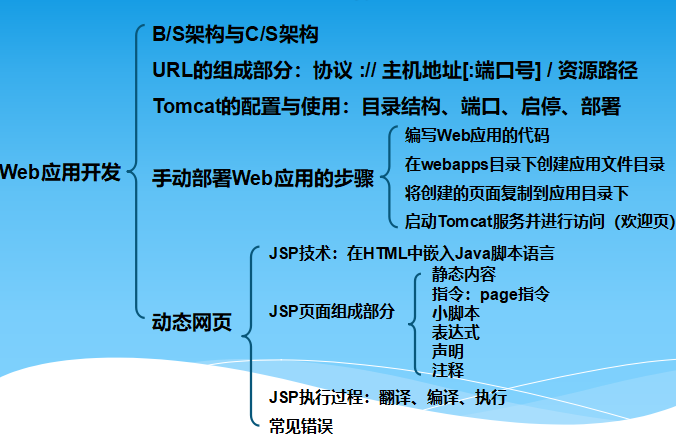 B/S架构与C/S架构
URL的组成部分：协议 :// 主机地址[:端口号] / 资源路径
Tomcat的配置与使用：目录结构、端口、启停、部署
Web应用开发
手动部署Web应用的步骤
编写Web应用的代码
在webapps目录下创建应用文件目录
将创建的页面复制到应用目录下
启动Tomcat服务并进行访问（欢迎页）
动态网页
JSP技术：在HTML中嵌入Java脚本语言
JSP页面组成部分
静态内容
指令：page指令
小脚本
表达式
声明
注释
JSP执行过程：翻译、编译、执行
常见错误